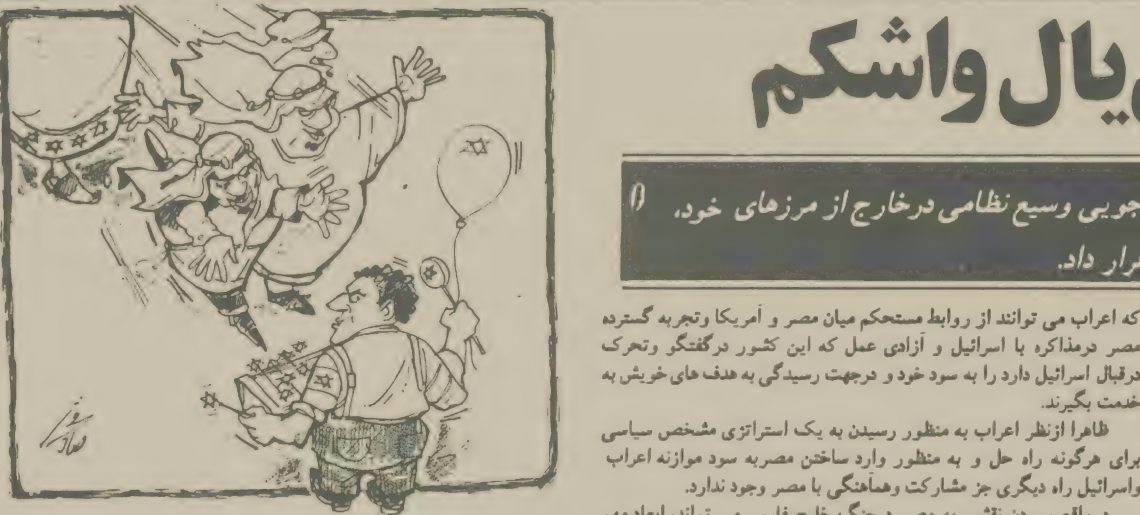 یال واشکم
جویی وسیع نظامی درخارج از مرزهای خود،
قرار داد.
که اعراب می توانند از روابط مستحکم میان مصر و آمریکا وتجربه گسترده
مصر درمذاکره با اسرائیل و آزادی عمل که این کشور درگفتگو وتحرک
درقبال اسرائیل دارد را به سود خود و درجهت رسیدگی به هدف های خریش به
خدمت بگیرند.
ظاهرا ازنظر اعراب به منظور رسیدن به یک استراتژی مشخص سیاسی
برای هرگونه راه حل و به منظور وارد ساختن مصربه سود موازنه اعراب
واسرائیل راه دیگری جز مشارکت وهمآهنگی با مصر وجود ندارد.